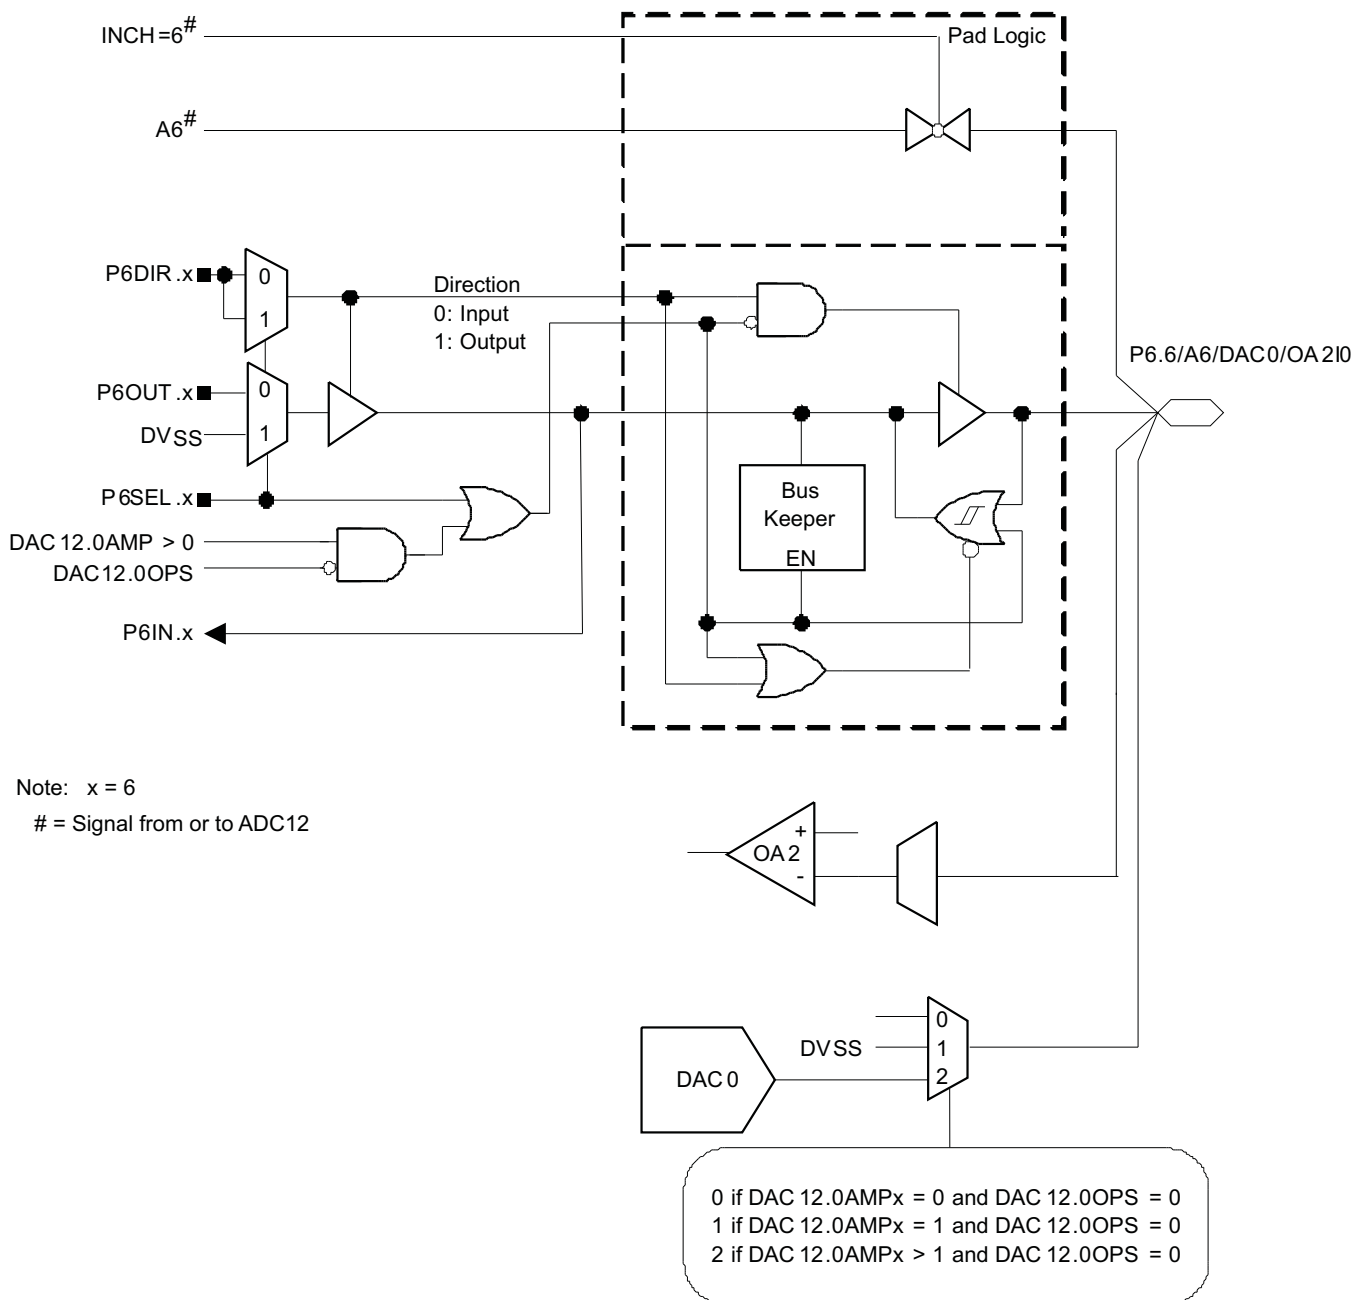 INCH=6#
Pad Logic
A6#
P6DIR.x
0
1
Direction
0: Input
1: Output
P6.6/A6/DAC0/OA2I0
P6OUT.x
0
DVSS
1
P6SEL.x
Bus
Keeper
EN
DAC12.0AMP > 0
DAC12.0OPS
P6IN.x
Note: x = 6
# = Signal from or to ADC12
+
OA2
-
0
DVSS
1
DAC0
2
0 if DAC12.0AMPx = 0 and DAC12.0OPS = 0
1 if DAC12.0AMPx = 1 and DAC12.0OPS = 0
2 if DAC12.0AMPx > 1 and DAC12.0OPS = 0